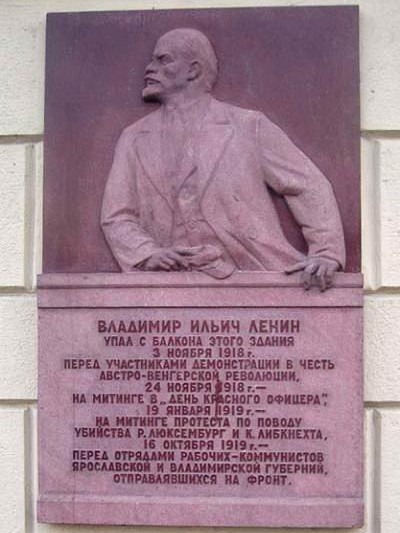 ВЛАДИМИР ИЛЬИЧ ЛЕНИН
УПАЛ С БАЛКОНА ЭТОГО ЗДАНИЯ
3 НОЯБРЯ 1918 г.
ПЕРЕД УЧАСТНИКАМИ ДЕМОНСТРАЦИИ В ЧЕСТЬ
АВСТРО-ВЕНГЕРСКОЙ РЕВОЛЮЦИИ,
24 НОЯБРЯ 1918 г.—
НА МИТИНГЕ В „ДЕНЬ КРАСНОГО ОФИЦЕРА",
19 ЯНВАРЯ 1919 г.—
НА МИТИНГЕ ПРОТЕСТА ПО ПОВОДУ
УБИЙСТВА Р. ЛЮКСЕМБУРГ И К. ЛИБКНЕХТА,
16 ОКТЯБРЯ 1919 г.—
ПЕРЕД ОТРЯДАМИ РАБОЧИХ-КОММУНИСТОВ
ЯРОСЛАВСКОЙ И ВЛАДИМИРСКОЙ ГУБЕРНИЙ,
ОТПРАВЛЯВШИХСЯ НА ФРОНТ.